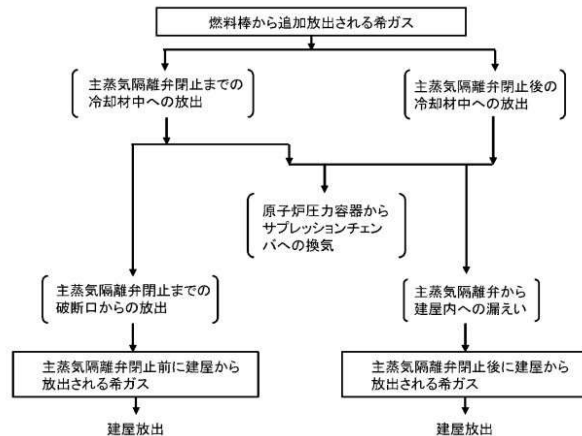 燃料棒から追加放出される希ガス
主蒸気隔離弁閉止までの
冷却材中への放出
主蒸気隔離弁閉止後の
冷却材中への放出
原子炉圧力容器から
サプレッションチェン
バへの換気
主蒸気隔離弁閉止までの
破断口からの放出
主蒸気隔離弁から
建屋内への漏えい
主蒸気隔離弁閉止前に建屋から
放出される希ガス
主蒸気隔離弁閉止後に建屋から
放出される希ガス
建屋放出
建屋放出